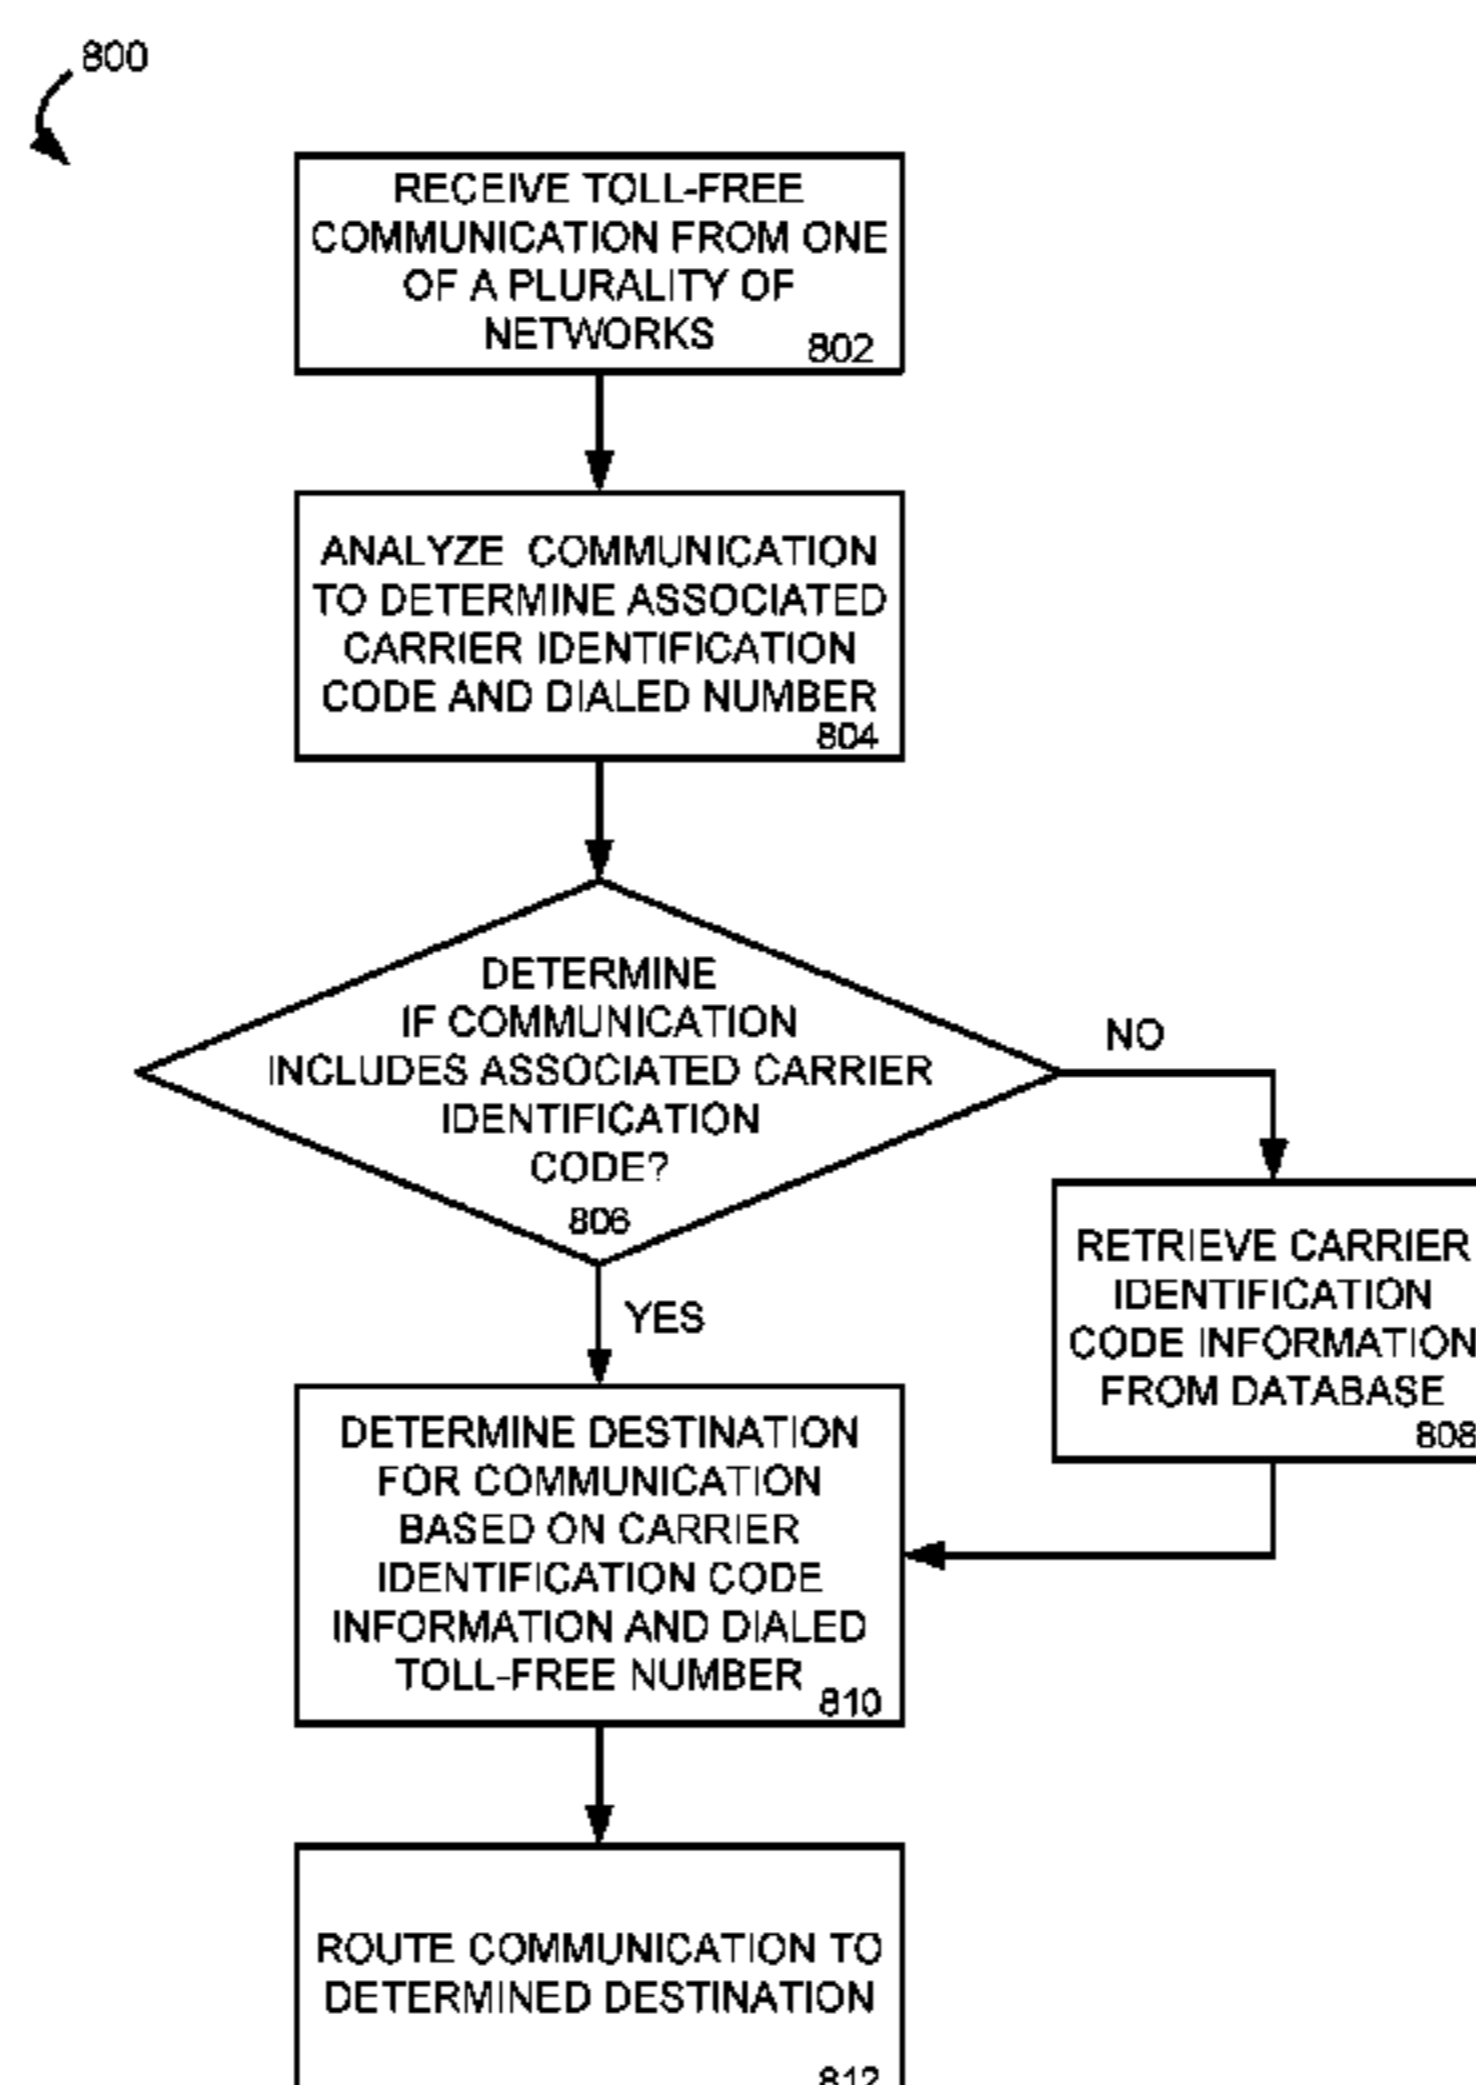 800
RECEIVE TOLL-FREE
COMMUNICATION FROM ONE
OF A PLURALITY OF
NETWORKS
802
ANALYZE COMMUNICATION
TO DETERMINE ASSOCIATED
CARRIER IDENTIFICATION
CODE AND DIALED NUMBER
804
DETERMINE
IF COMMUNICATION
INCLUDES ASSOCIATED CARRIER
IDENTIFICATION
CODE?
806
NO
YES
RETRIEVE CARRIER
IDENTIFICATION
CODE INFORMATION
FROM DATABASE
808
DETERMINE DESTINATION
FOR COMMUNICATION
BASED ON CARRIER
IDENTIFICATION CODE
INFORMATION AND DIALED
TOLL-FREE NUMBER
810
ROUTE COMMUNICATION TO
DETERMINED DESTINATION
812